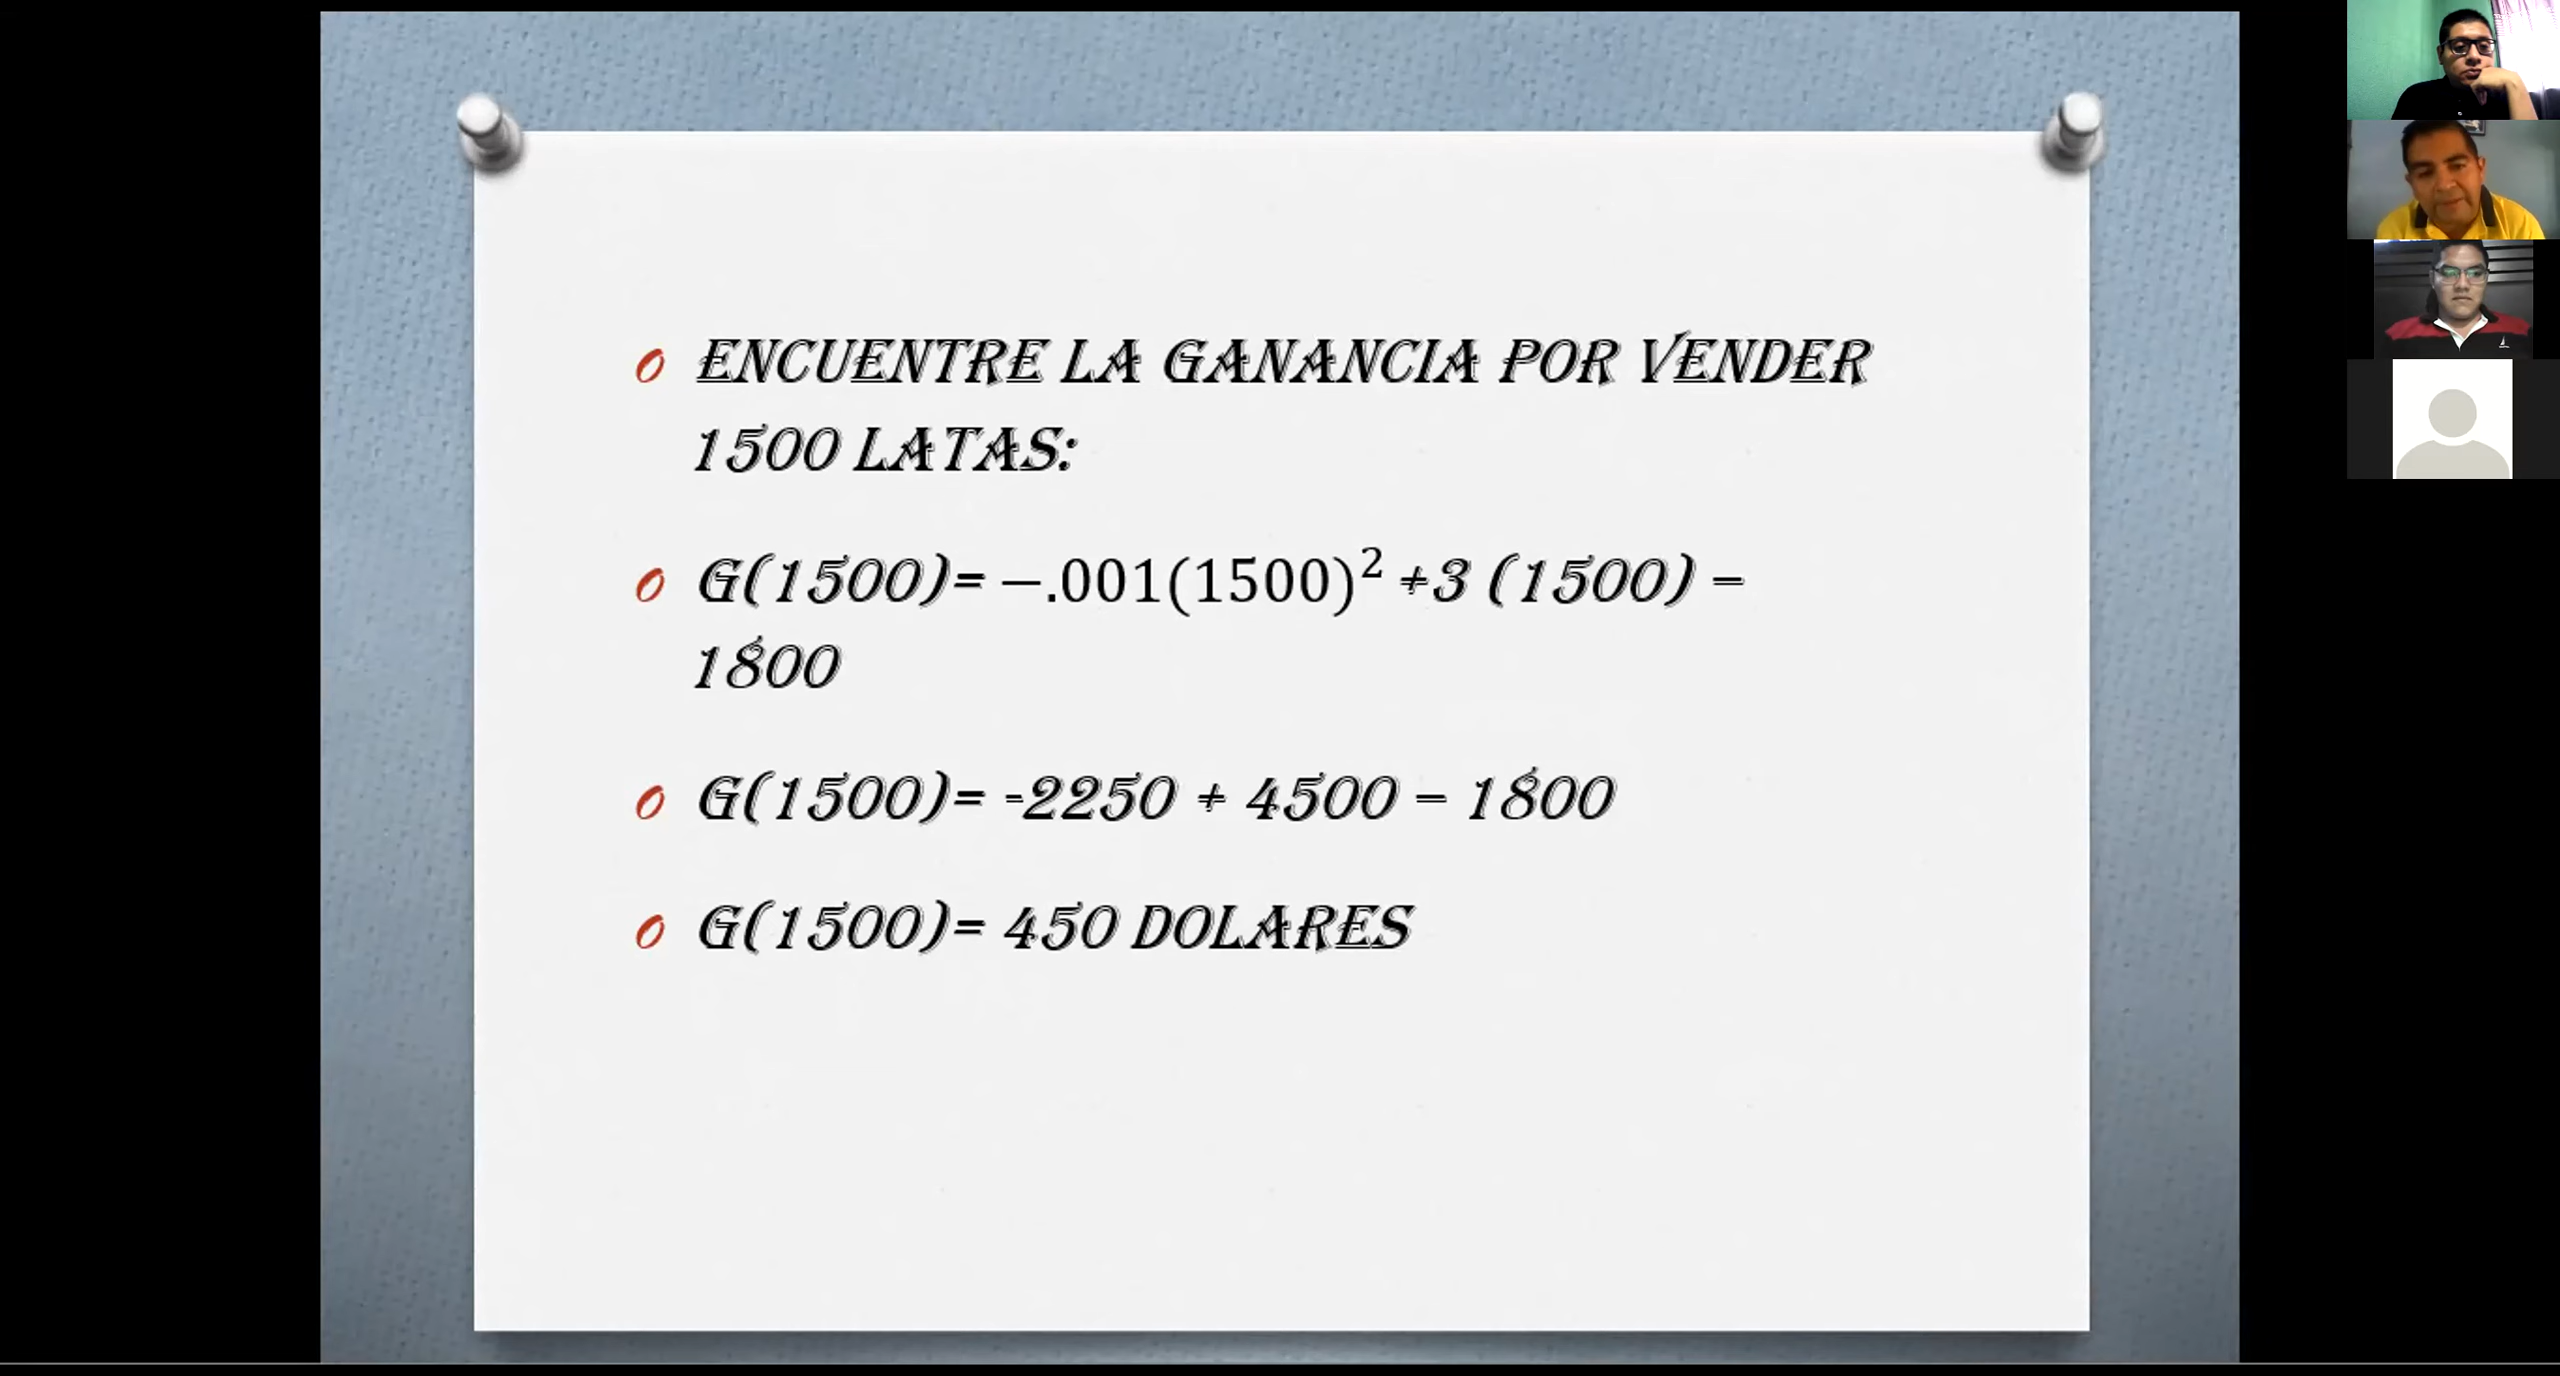 ENCUENTRE LA GANANCIA POR VENDER
1500 LATAS:
G(1500)= −.001(1500)² +3 (1500) –
1800
G(1500)= -2250 + 4500 – 1800
G(1500)= 450 DOLARES